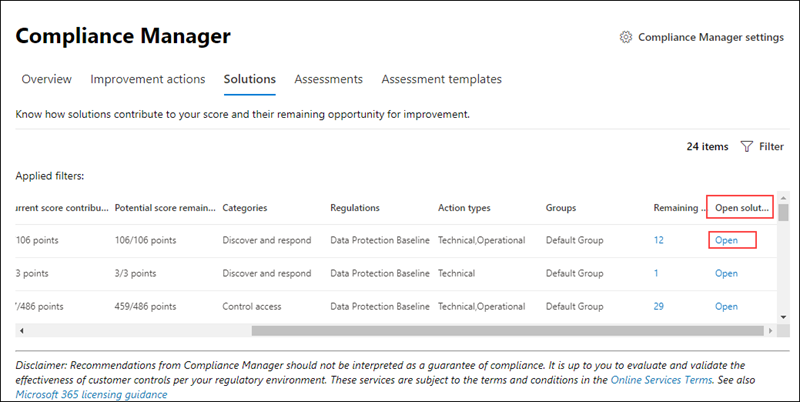 Compliance Manager
Compliance Manager settings
Overview Improvement actions Solutions Assessments Assessment templates
Know how solutions contribute to your score and their remaining opportunity for improvement.
24 items Filter
Applied filters:
urrent score contribu... Potential score remain... Categories Regulations Action types Groups Remaining .. Open solut...
106 points 106/106 points Discover and respond Data Protection Baseline Technical,Operational Default Group 12 Open
3 points 3/3 points Discover and respond Data Protection Baseline Technical Default Group 1 Open
7/486 points 459/486 points Control access Data Protection Baseline Technical,Operational Default Group 29 Open
Disclaimer: Recommendations from Compliance Manager should not be interpreted as a guarantee of compliance. It is up to you to evaluate and validate the
effectiveness of customer controls per your regulatory environment. These services are subject to the terms and conditions in the Online Services Terms. See also
Microsoft 365 licensing guidance